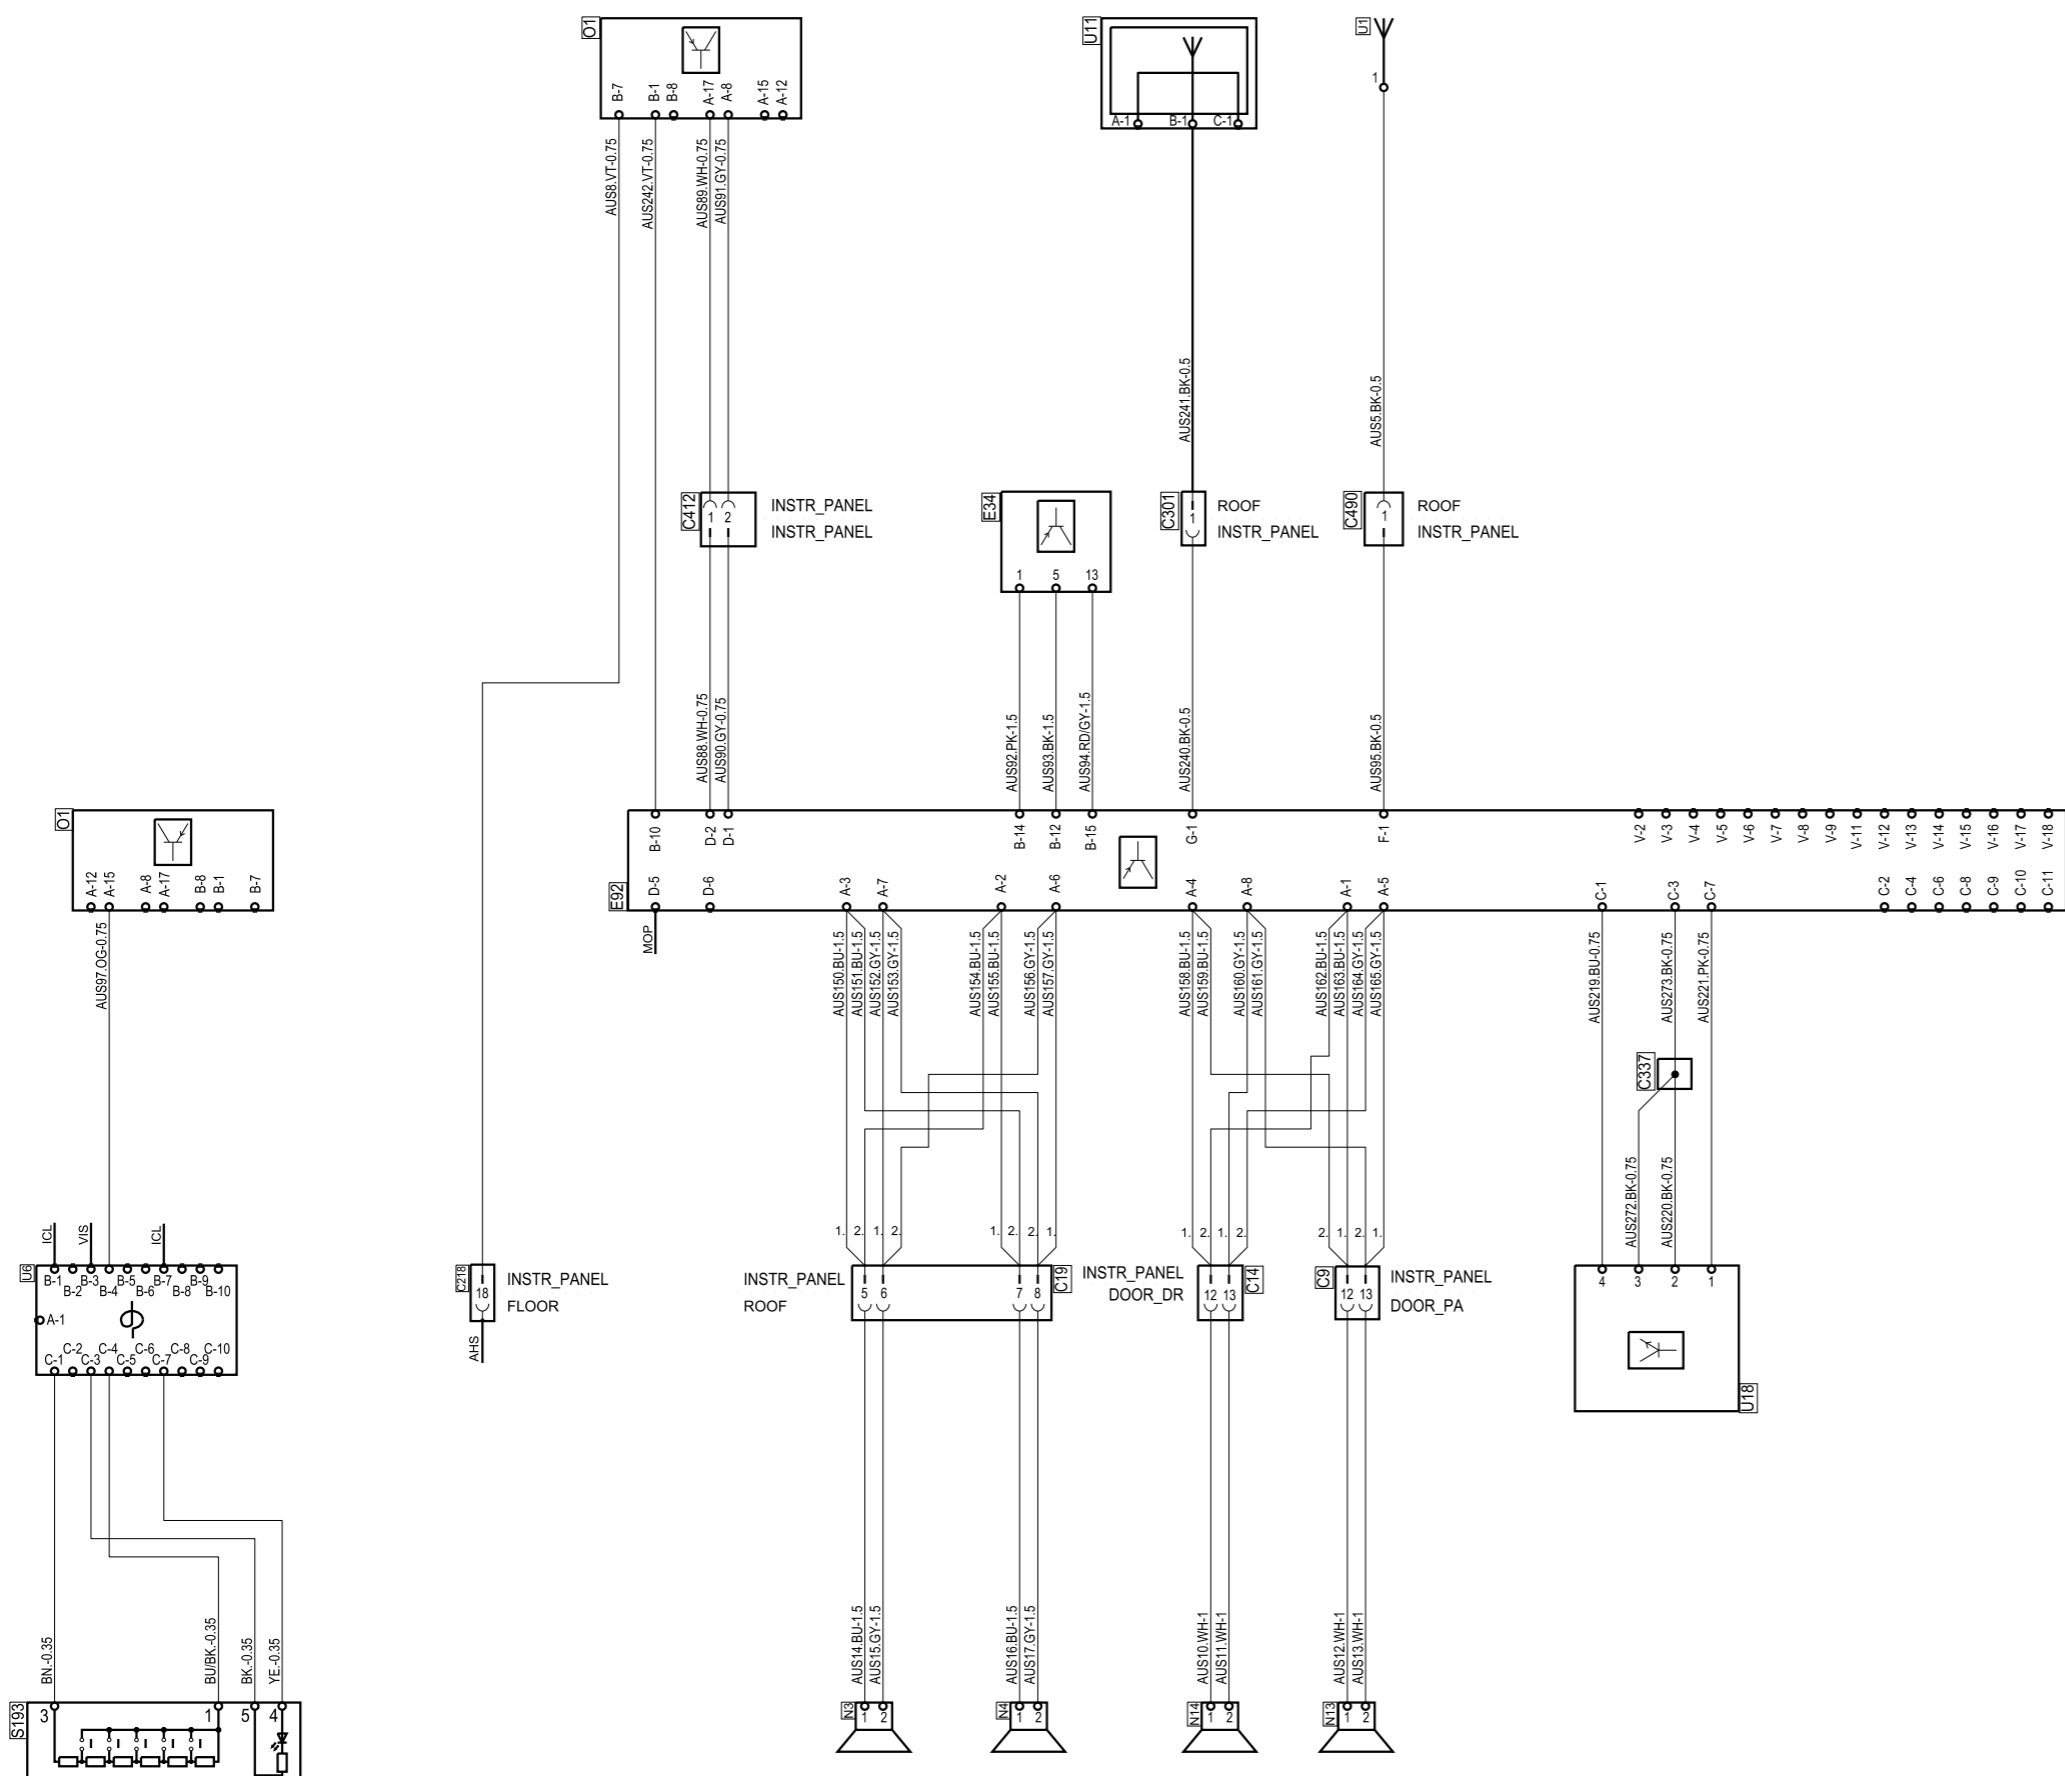 O1
B-7
B-1
B-8
A-17
A-8
A-15
A-12
U11
A-1
B-1
C-1
U1
1
AUS8.VT-0.75
AUS242.VT-0.75
AUS89.WH-0.75
AUS91.GY-0.75
AUS241.BK-0.5
AUS5.BK-0.5
C412
1 2
INSTR_PANEL
INSTR_PANEL
E34
1 5 13
C301
1
ROOF
INSTR_PANEL
C490
1
ROOF
INSTR_PANEL
AUS88.WH-0.75
AUS90.GY-0.75
AUS92.PK-1.5
AUS93.BK-1.5
AUS94.RD/GY-1.5
AUS240.BK-0.5
AUS95.BK-0.5
O1
A-12
A-15
A-8
A-17
B-8
B-1
B-7
AUS97.OG-0.75
E92
B-10
D-2
D-1
B-14
B-12
B-15
G-1
F-1
V-2
V-3
V-4
V-5
V-6
V-7
V-8
V-9
V-11
V-12
V-13
V-14
V-15
V-16
V-17
V-18
D-5
D-6
A-3
A-7
A-2
A-6
A-4
A-8
A-1
A-5
C-1
C-3
C-7
C-2
C-4
C-6
C-8
C-9
C-10
C-11
MOP
AUS150.BU-1.5
AUS151.BU-1.5
AUS152.GY-1.5
AUS153.GY-1.5
AUS154.BU-1.5
AUS155.BU-1.5
AUS156.GY-1.5
AUS157.GY-1.5
AUS158.BU-1.5
AUS159.BU-1.5
AUS160.GY-1.5
AUS161.GY-1.5
AUS162.BU-1.5
AUS163.BU-1.5
AUS164.GY-1.5
AUS165.GY-1.5
AUS219.BU-0.75
AUS273.BK-0.75
AUS221.PK-0.75
C337
AUS272.BK-0.75
AUS220.BK-0.75
ICL
VIS
ICL
U6
B-1 B-3 B-5 B-7 B-9
B-2 B-4 B-6 B-8 B-10
A-1
C-2 C-4 C-6 C-8 C-10
C-1 C-3 C-5 C-7 C-9
C218
18
INSTR_PANEL
FLOOR
AHS
1. 2. 1. 2. 1. 2. 2. 1.
INSTR_PANEL
ROOF
5 6 7 8
C19
1. 2. 2.
INSTR_PANEL
DOOR_DR
12 13
C14
2. 1. 2. 1.
C9
12 13
INSTR_PANEL
DOOR_PA
4 3 2 1
U18
BN.-0.35
BU/BK.-0.35
BK.-0.35
YE.-0.35
AUS14.BU-1.5
AUS15.GY-1.5
AUS16.BU-1.5
AUS17.GY-1.5
AUS10.WH-1
AUS11.WH-1
AUS12.WH-1
AUS13.WH-1
S193
3 1 5 4
N3
1 2
N4
1 2
N14
1 2
N13
1 2